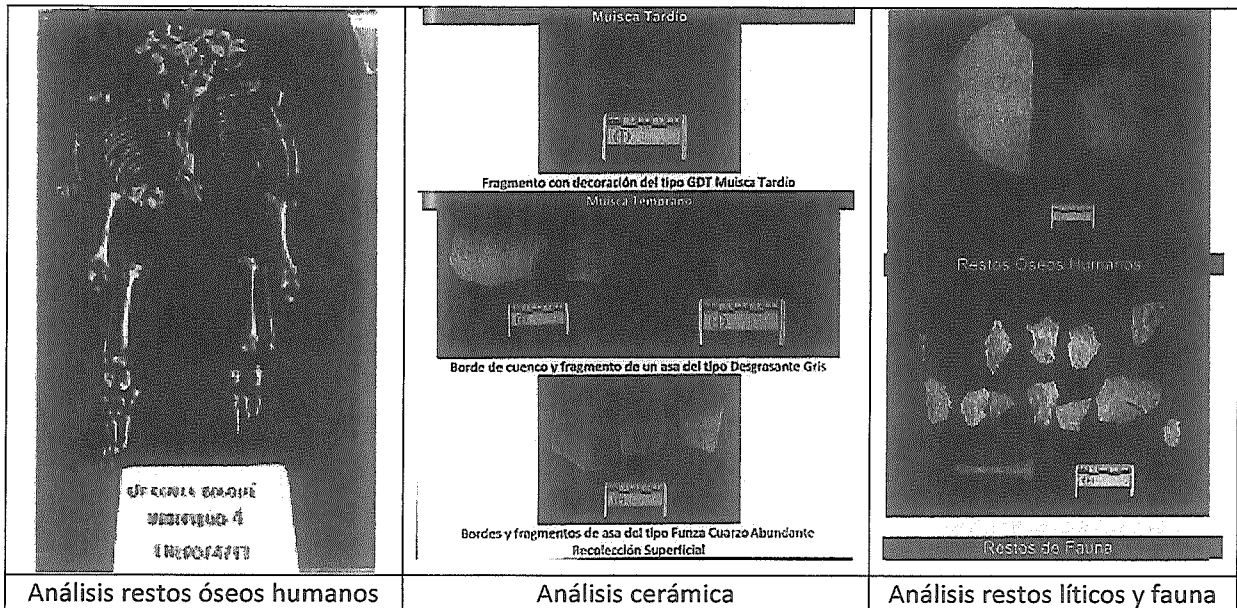 Muisca Tardío
Fragmento con decoración del tipo GDT Muisca Tardío
Muisca Temprano
Borde de cuenco y fragmento de un asa del tipo Desgrasante Gris
Bordes y fragmentos de asa del tipo Funza Cuarzo Abundante
Recolección Superficial
Restos Óseos Humanos
Restos de Fauna
Análisis restos óseos humanos
Análisis cerámica
Análisis restos líticos y fauna